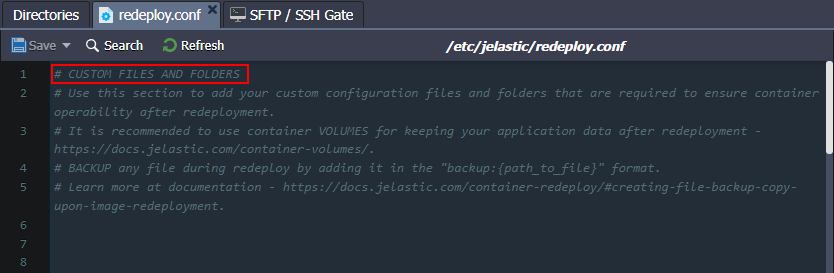 Directories redeploy.conf SFTP / SSH Gate
Save Search Refresh /etc/jelastic/redeploy.conf
1 # CUSTOM FILES AND FOLDERS
2 # Use this section to add your custom configuration files and folders that are required to ensure container
operability after redeployment.
3 # It is recommended to use container VOLUMES for keeping your application data after redeployment -
https://docs.jelastic.com/container-volumes/.
4 # BACKUP any file during redeploy by adding it in the "backup:{path_to_file}" format.
5 # Learn more at documentation - https://docs.jelastic.com/container-redeploy/#creating-file-backup-copy-
upon-image-redeployment.
6
7
8